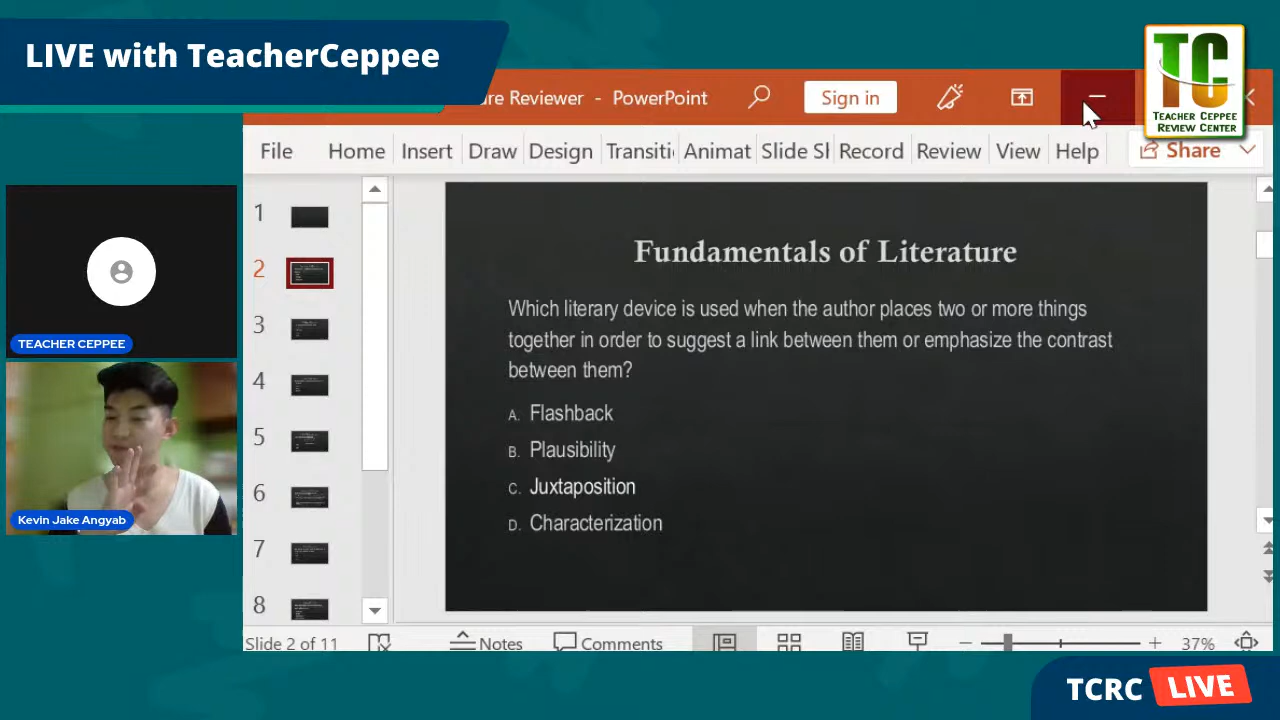 LIVE with TeacherCeppee
re Reviewer - PowerPoint
Sign in
TC
TEACHER CEPPEE
REVIEW CENTER
File Home Insert Draw Design Transiti Animat Slide Sl Record Review View Help Share
1
2
3
4
5
6
7
8
Fundamentals of Literature
Which literary device is used when the author places two or more things
together in order to suggest a link between them or emphasize the contrast
between them?
A. Flashback
B. Plausibility
C. Juxtaposition
D. Characterization
TEACHER CEPPEE
Kevin Jake Angyab
Slide 2 of 11 Notes Comments 37%
TCRC LIVE